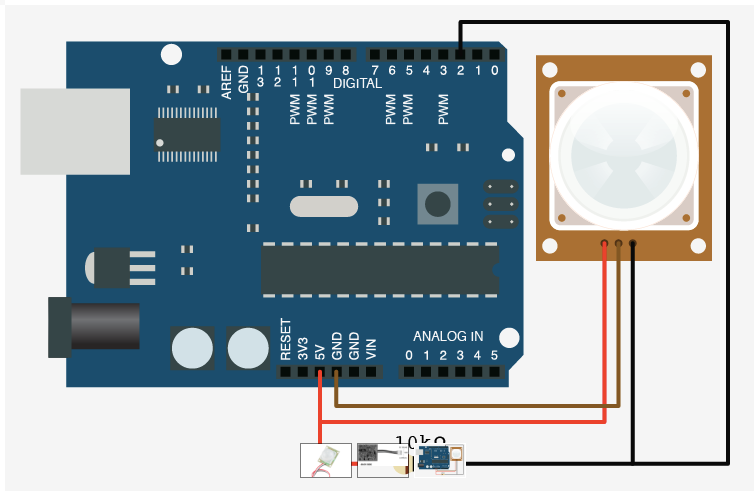 AREF
GND
13
12
11
10
9
8
7
6
5
4
3
2
1
0
DIGITAL
PWM
PWM
PWM
PWM
PWM
PWM
RESET
3V3
5V
GND
GND
VIN
ANALOG IN
0 1 2 3 4 5
10kΩ